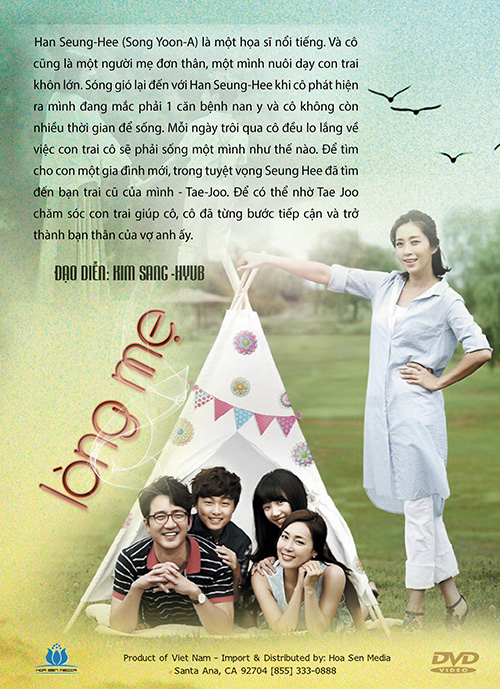 Han Seung-Hee (Song Yoon-A) là một họa sĩ nổi tiếng. Và cô
cũng là một người mẹ đơn thân, một mình nuôi dạy con trai
khôn lớn. Sóng gió lại đến với Han Seung-Hee khi cô phát hiện
ra mình đang mắc phải 1 căn bệnh nan y và cô không còn
nhiều thời gian để sống. Mỗi ngày trôi qua cô đều lo lắng về
việc con trai cô sẽ phải sống một mình như thế nào. Để tìm
cho con một gia đình mới, trong tuyệt vọng Seung Hee đã tìm
đến bạn trai cũ của mình - Tae-Joo. Để có thể nhờ Tae Joo
chăm sóc con trai giúp cô, cô đã từng bước tiếp cận và trở
thành bạn thân của vợ anh ấy.
ĐẠO DIỄN: KIM SANG -HYUB
lòng mẹ
HOA SEN MEDIA
Product of Viet Nam - Import & Distributed by: Hoa Sen Media
Santa Ana, CA 92704 [855] 333-0888
DVD
VIDEO